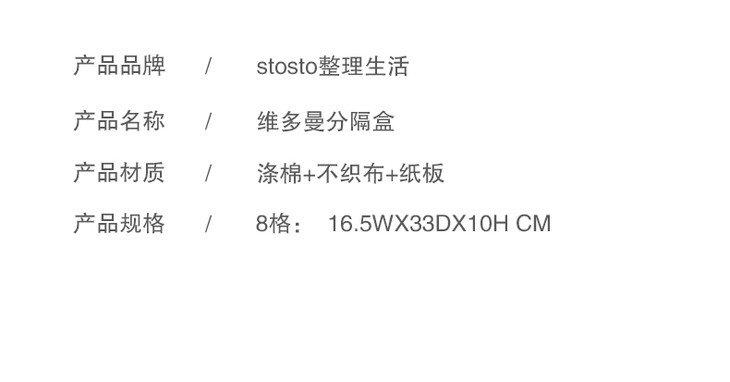 产品品牌 / stosto整理生活
产品名称 / 维多曼分隔盒
产品材质 / 涤棉+不织布+纸板
产品规格 / 8格： 16.5WX33DX10H CM